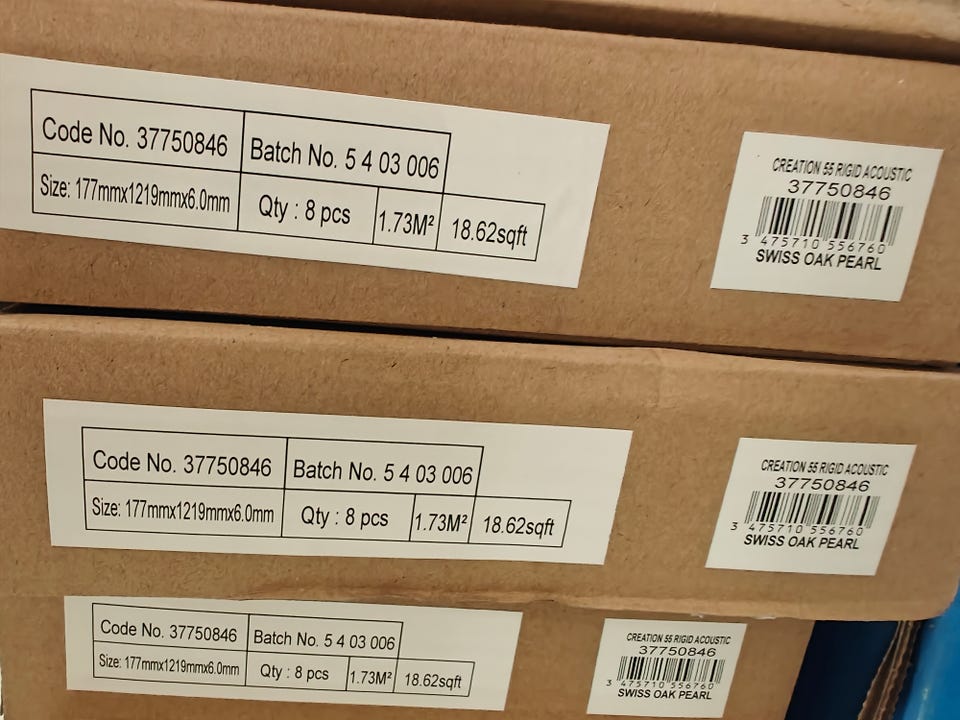 Code No. 37750846 Batch No. 5 4 03 006
Size: 177mmx1219mmx6.0mm Qty : 8 pcs 1.73M² 18.62sqft
CREATION 55 RIGID ACOUSTIC
37750846
3 475710 556760
SWISS OAK PEARL
Code No. 37750846 Batch No. 5 4 03 006
Size: 177mmx1219mmx6.0mm Qty : 8 pcs 1.73M² 18.62sqft
CREATION 55 RIGID ACOUSTIC
37750846
3 475710 556760
SWISS OAK PEARL
Code No. 37750846 Batch No. 5 4 03 006
Size: 177mmx1219mmx6.0mm Qty : 8 pcs 1.73M² 18.62sqft
CREATION 55 RIGID ACOUSTIC
37750846
3 475710 556760
SWISS OAK PEARL